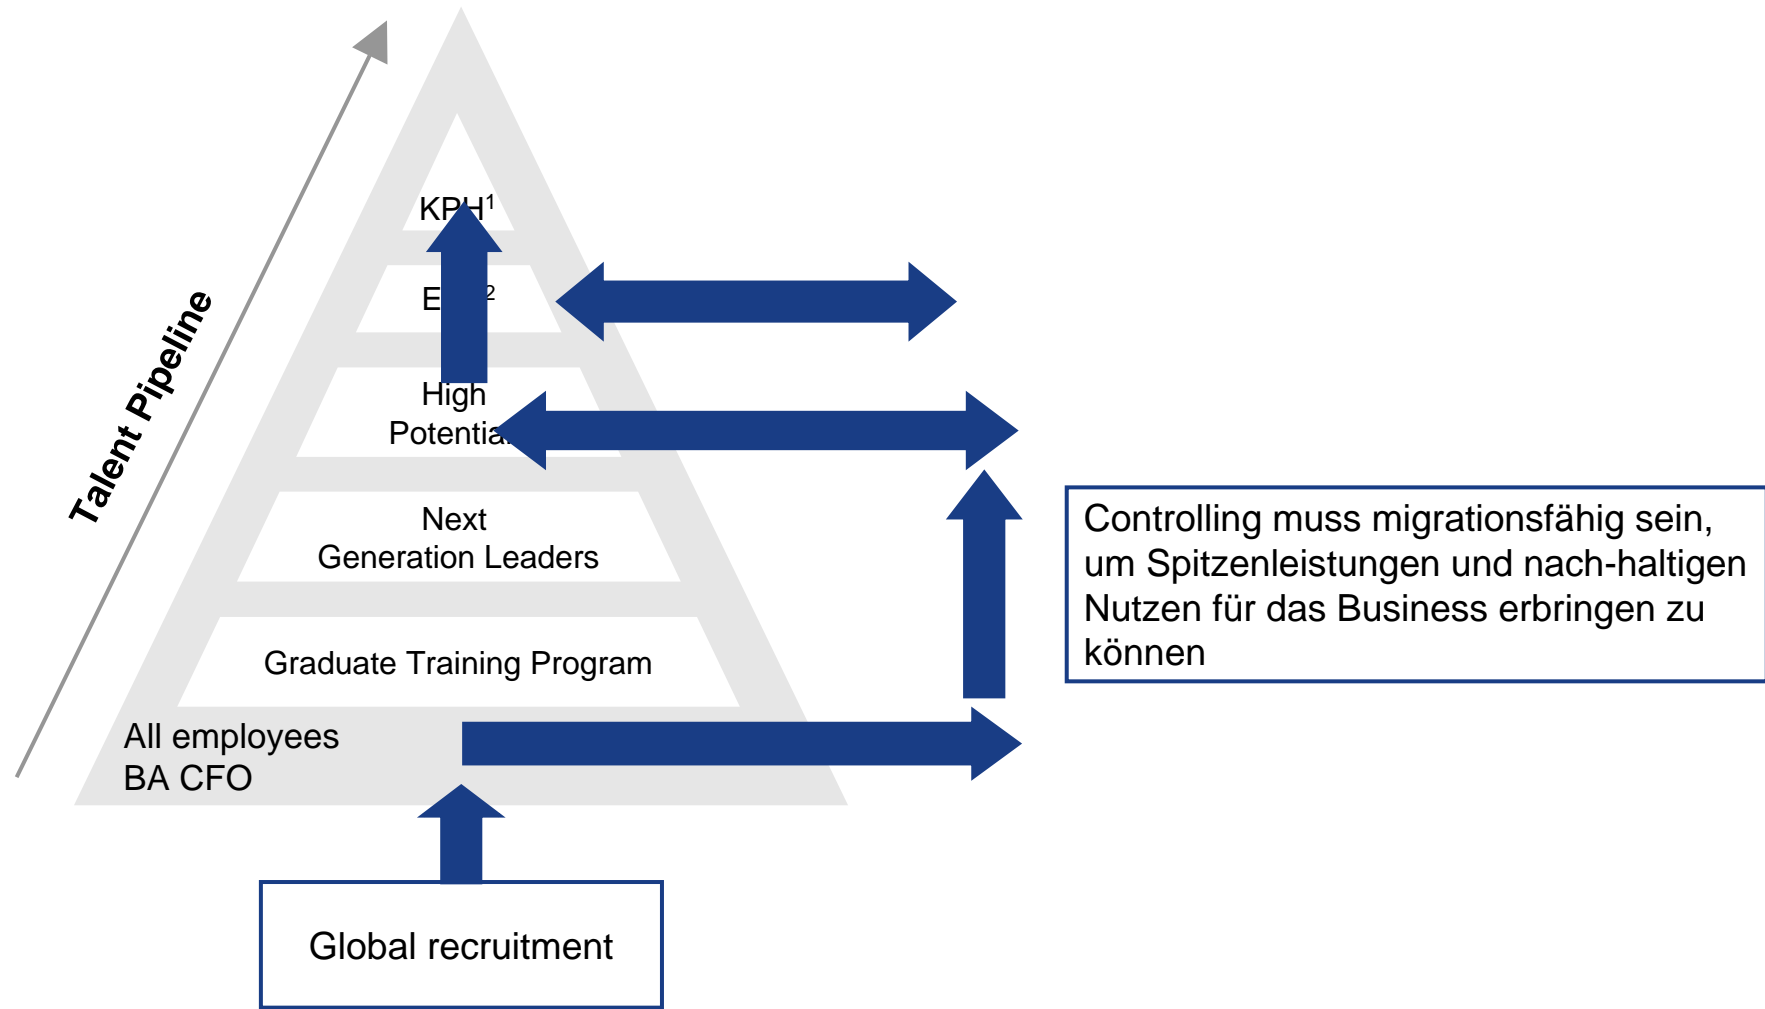 KPH¹
High
Potential
Next
Generation Leaders
Graduate Training Program
All employees
BA CFO
Talent Pipeline
Controlling muss migrationsfähig sein,
um Spitzenleistungen und nach-haltigen
Nutzen für das Business erbringen zu
können
Global recruitment